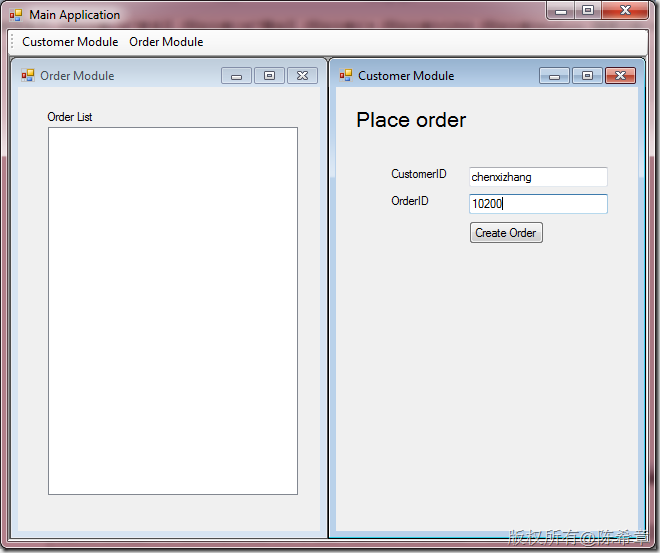 Main Application
Customer Module Order Module
Order Module
Order List
Customer Module
Place order
CustomerID chenxizhang
OrderID 10200
Create Order
版权所有@陈希章